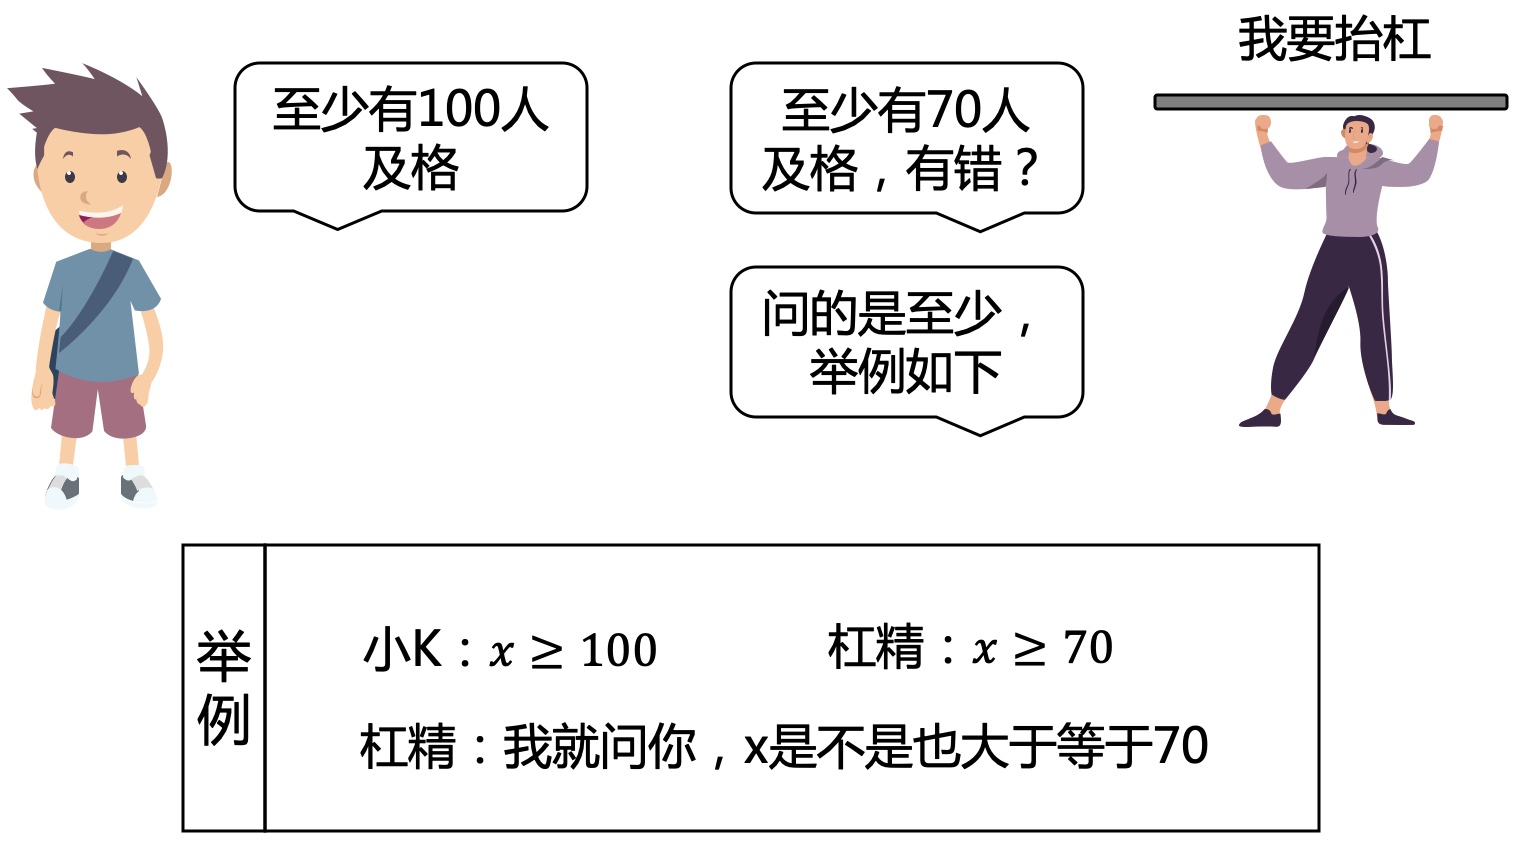 我要抬杠
至少有100人
及格
至少有70人
及格，有错？
问的是至少，
举例如下
举
例
小K：x ≥ 100
杠精：x ≥ 70
杠精：我就问你，x是不是也大于等于70